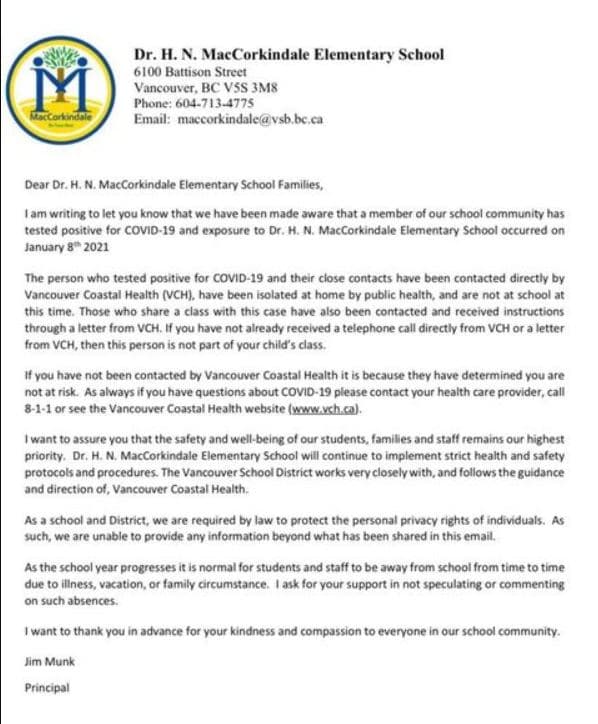 MacCorkindale
Dr. H. N. MacCorkindale Elementary School
6100 Battison Street
Vancouver, BC V5S 3M8
Phone: 604-713-4775
Email: maccorkindale@vsb.bc.ca
Dear Dr. H. N. MacCorkindale Elementary School Families,
I am writing to let you know that we have been made aware that a member of our school community has
tested positive for COVID-19 and exposure to Dr. H. N. MacCorkindale Elementary School occurred on
January 8th 2021
The person who tested positive for COVID-19 and their close contacts have been contacted directly by
Vancouver Coastal Health (VCH), have been isolated at home by public health, and are not at school at
this time. Those who share a class with this case have also been contacted and received instructions
through a letter from VCH. If you have not already received a telephone call directly from VCH or a letter
from VCH, then this person is not part of your child's class.
If you have not been contacted by Vancouver Coastal Health it is because they have determined you are
not at risk. As always if you have questions about COVID-19 please contact your health care provider, call
8-1-1 or see the Vancouver Coastal Health website (www.vch.ca).
I want to assure you that the safety and well-being of our students, families and staff remains our highest
priority. Dr. H. N. MacCorkindale Elementary School will continue to implement strict health and safety
protocols and procedures. The Vancouver School District works very closely with, and follows the guidance
and direction of, Vancouver Coastal Health.
As a school and District, we are required by law to protect the personal privacy rights of individuals. As
such, we are unable to provide any information beyond what has been shared in this email.
As the school year progresses it is normal for students and staff to be away from school from time to time
due to illness, vacation, or family circumstance. I ask for your support in not speculating or commenting
on such absences.
I want to thank you in advance for your kindness and compassion to everyone in our school community.
Jim Munk
Principal